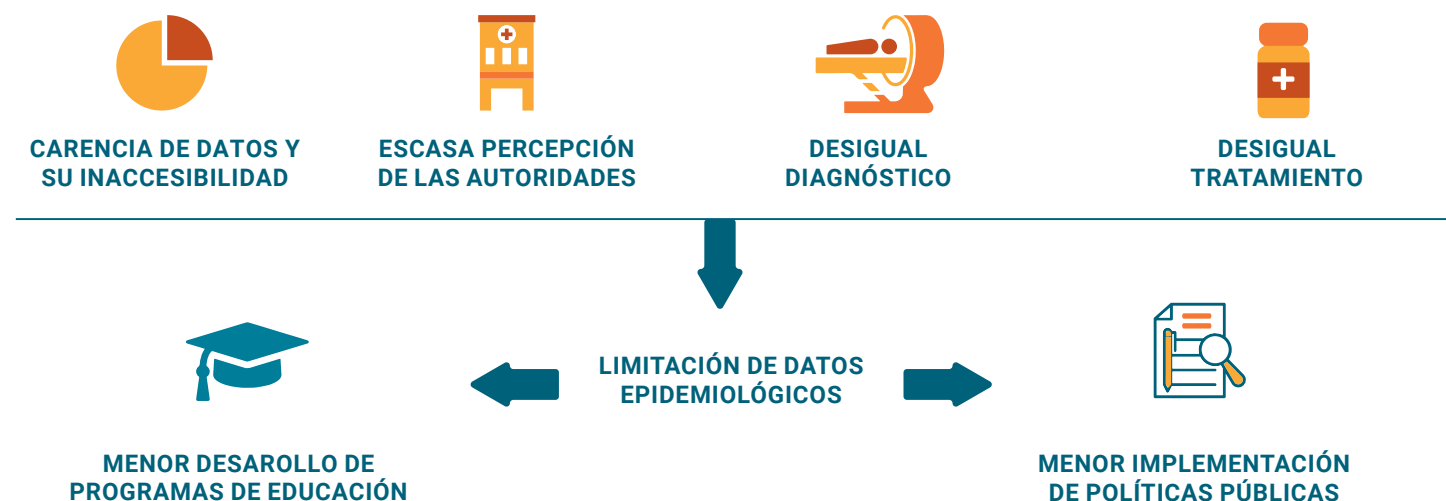 CARENCIA DE DATOS Y
SU INACCESIBILIDAD
ESCASA PERCEPCIÓN
DE LAS AUTORIDADES
DESIGUAL
DIAGNÓSTICO
DESIGUAL
TRATAMIENTO
LIMITACIÓN DE DATOS
EPIDEMIOLÓGICOS
MENOR DESAROLLO DE
PROGRAMAS DE EDUCACIÓN
MENOR IMPLEMENTACIÓN
DE POLÍTICAS PÚBLICAS